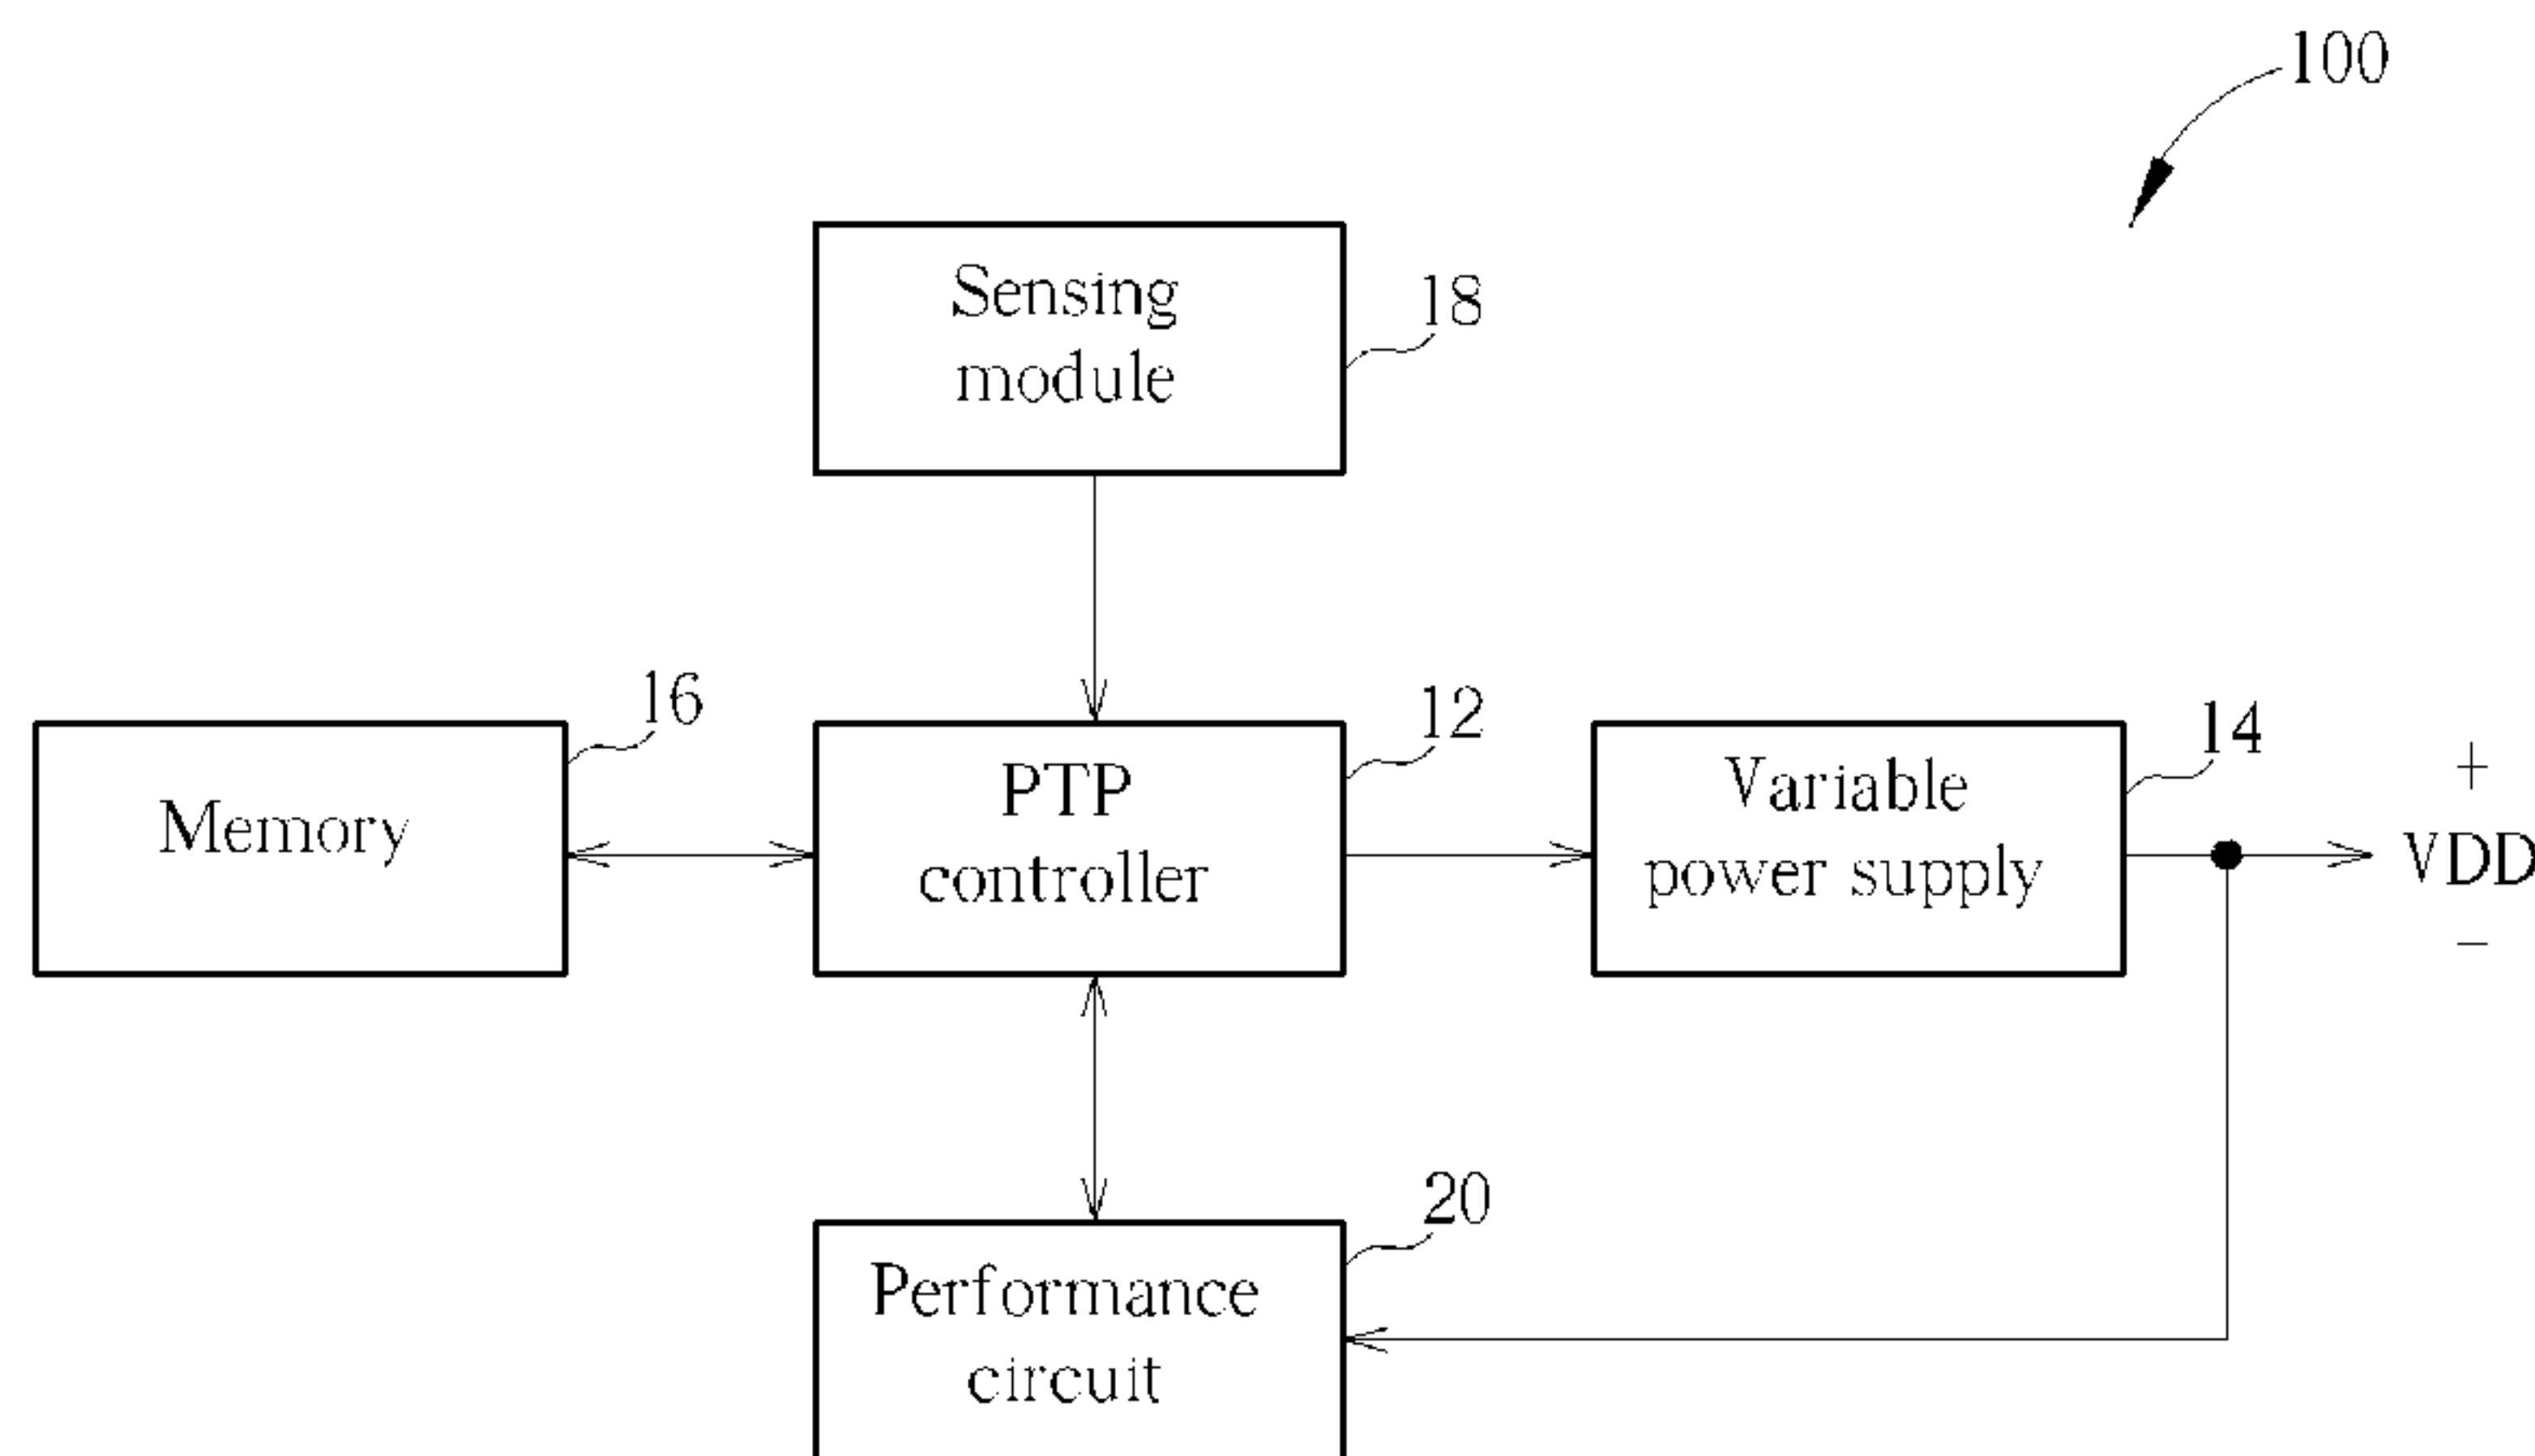 100
Sensing
module
18
16
12
14
Memory
PTP
controller
Variable
power supply
+
VDD
−
20
Performance
circuit